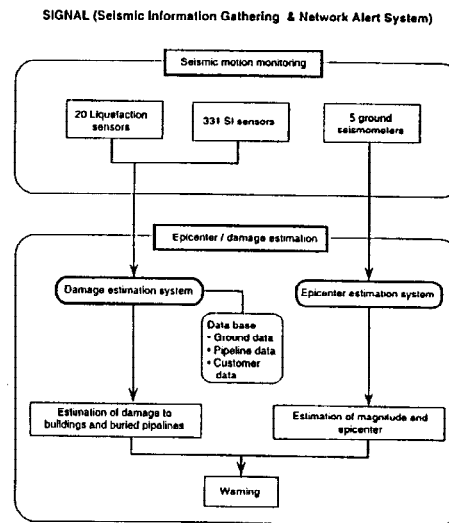 SIGNAL (Seismic Information Gathering & Network Alert System)
Seismic motion monitoring
20 Liquefaction
sensors
331 SI sensors
5 ground
seismometers
Epicenter / damage estimation
Damage estimation system
Epicenter estimation system
Data base
- Ground data
• Pipeline data
• Customer
data
Estimation of damage to
buildings and buried pipelines
Estimation of magnitude and
epicenter
Warning